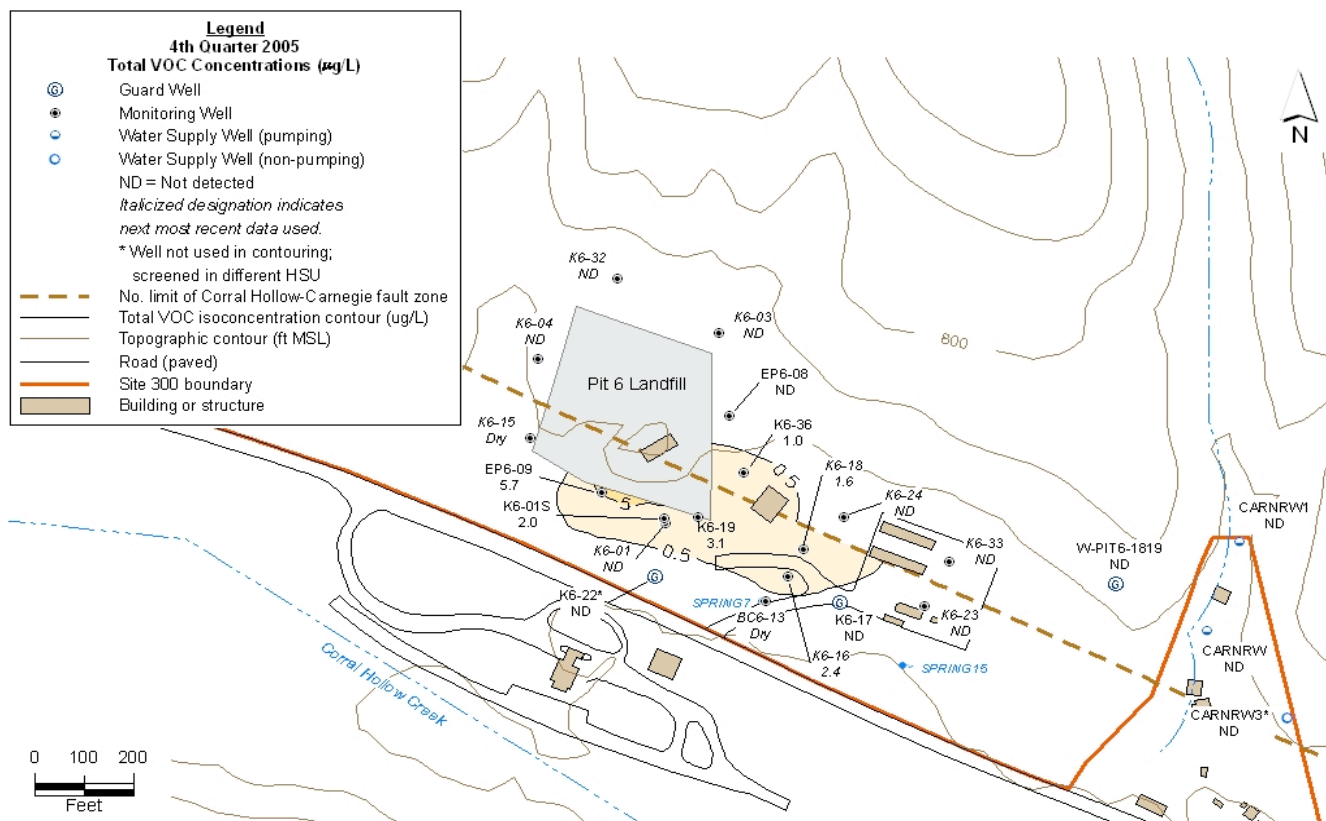 Legend
4th Quarter 2005
Total VOC Concentrations (µg/L)
Guard Well
Monitoring Well
Water Supply Well (pumping)
Water Supply Well (non-pumping)
ND = Not detected
Italicized designation indicates
next most recent data used.
* Well not used in contouring;
screened in different HSU
No. limit of Corral Hollow-Carnegie fault zone
Total VOC isoconcentration contour (ug/L)
Topographic contour (ft MSL)
Road (paved)
Site 300 boundary
Building or structure
G
N
K6-32
ND
K6-04
ND
K6-03
ND
800
Pit 6 Landfill
EP6-08
ND
K6-15
Dry
K6-36
1.0
EP6-09
5.7
0.5
K6-18
1.6
K6-24
ND
5
K6-01S
2.0
K6-19
3.1
CARNRW1
ND
K6-33
ND
W-PIT6-1819
ND
G
0.5
K6-01
ND
G
K6-22*
ND
SPRING7
BC6-13
Dry
G
K6-17
ND
K6-23
ND
K6-16
2.4
SPRING15
CARNRW
ND
CARNRW3*
ND
Corral Hollow Creek
0 100 200
Feet